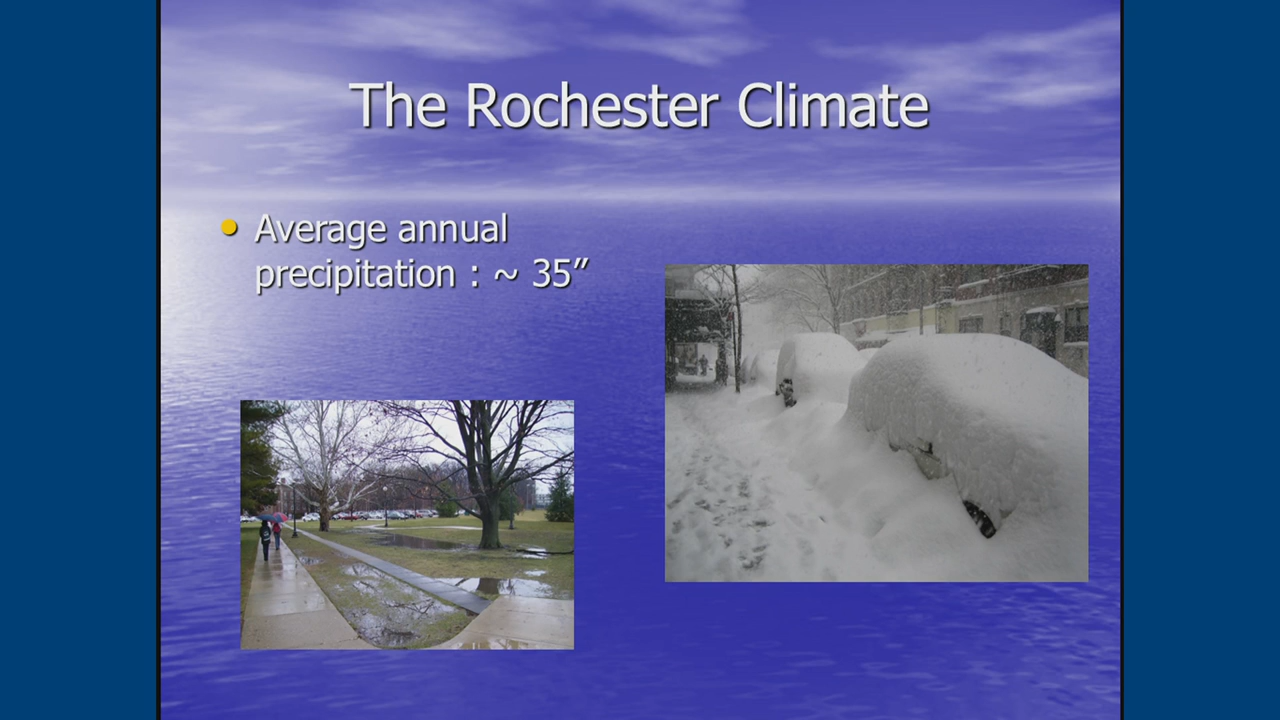 The Rochester Climate
Average annual
precipitation : ~ 35”